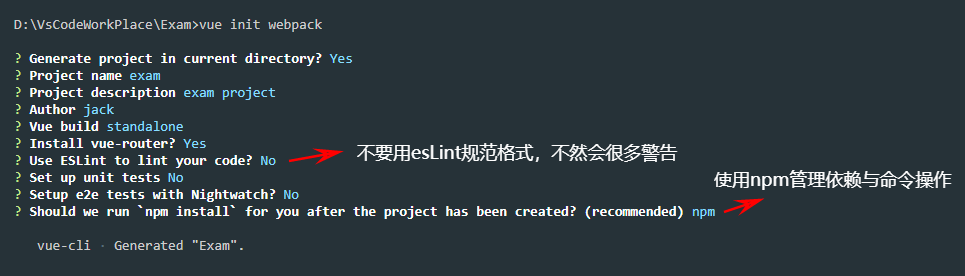 D:\VsCodeWorkPlace\Exam>vue init webpack
? Generate project in current directory? Yes
? Project name exam
? Project description exam project
? Author jack
? Vue build standalone
? Install vue-router? Yes
? Use ESLint to lint your code? No 不要用esLint规范格式，不然会很多警告
? Set up unit tests No
? Setup e2e tests with Nightwatch? No
使用npm管理依赖与命令操作
? Should we run `npm install` for you after the project has been created? (recommended) npm
vue-cli · Generated "Exam".